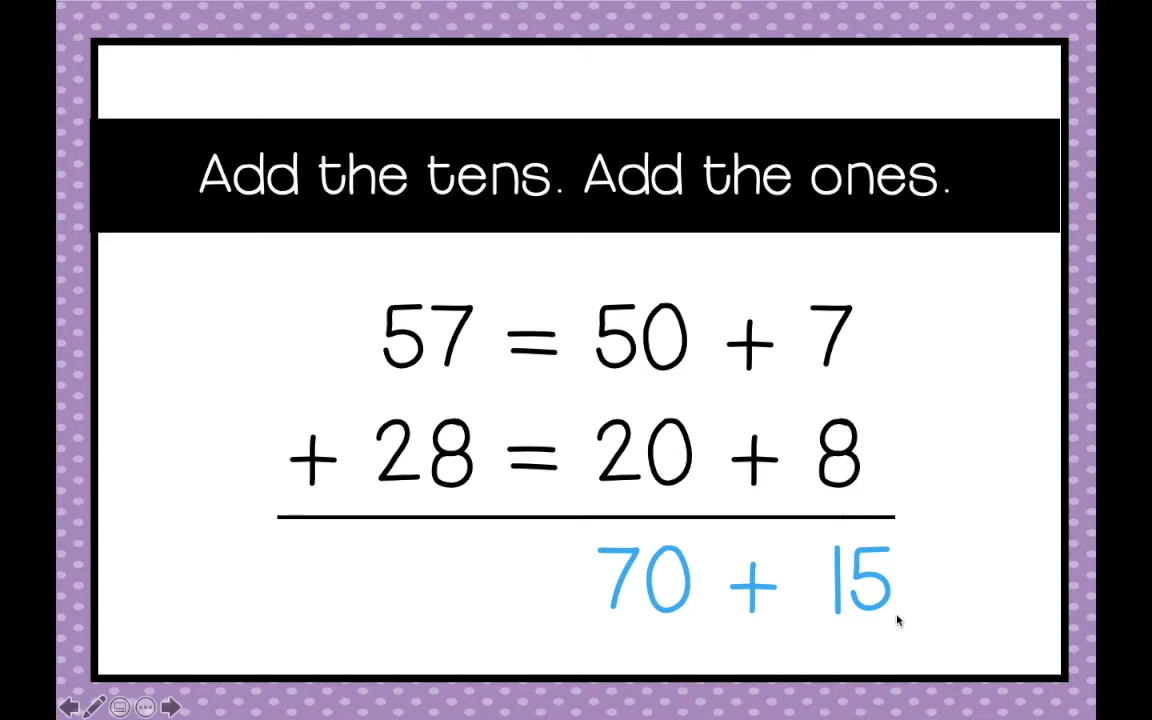 Add the tens. Add the ones.
57 = 50 + 7
+ 28 = 20 + 8
70 + 15